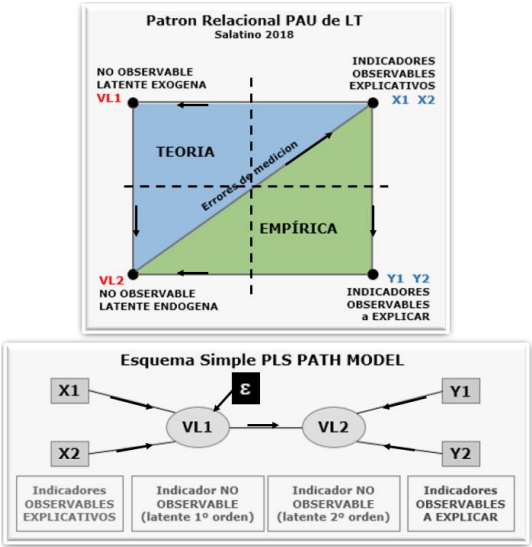 Patron Relacional PAU de LT
Salatino 2018
NO OBSERVABLE
LATENTE EXOGENA
VL1
INDICADORES
OBSERVABLES
EXPLICATIVOS
X1 X2
TEORIA
Errores de medicion
EMPÍRICA
VL2
NO OBSERVABLE
LATENTE ENDOGENA
Y1 Y2
INDICADORES
OBSERVABLES
a EXPLICAR
Esquema Simple PLS PATH MODEL
X1
ε
Y1
VL1
VL2
X2
Y2
Indicadores
OBSERVABLES
EXPLICATIVOS
Indicador NO
OBSERVABLE
(latente 1º orden)
Indicador NO
OBSERVABLE
(latente 2º orden)
Indicadores
OBSERVABLES
A EXPLICAR